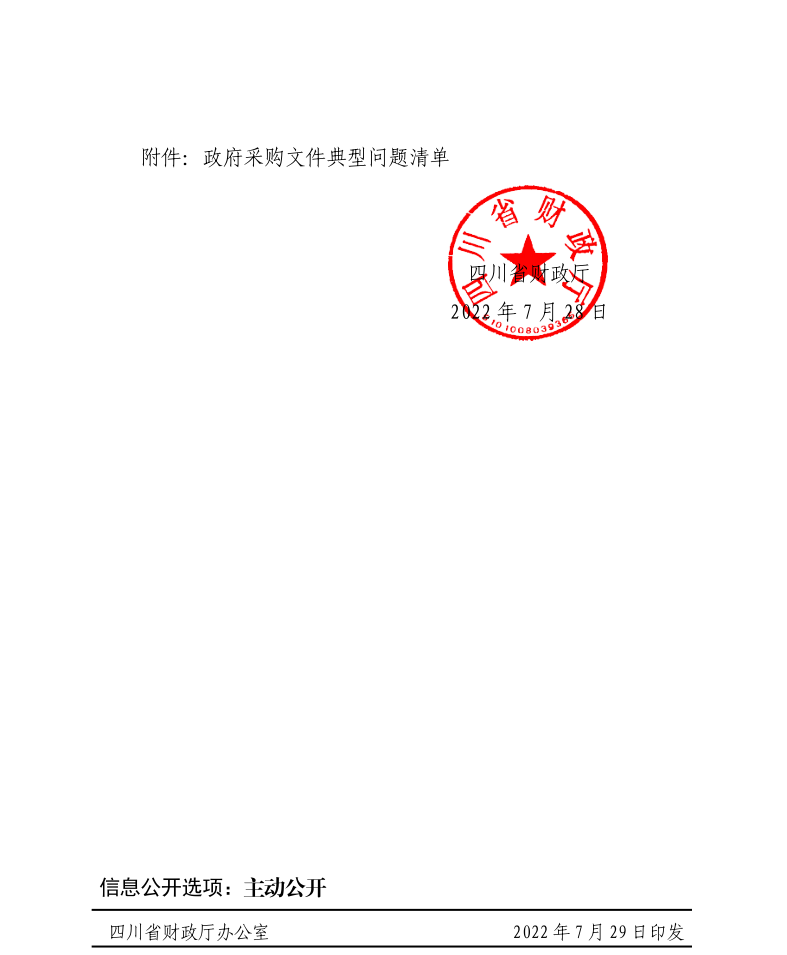 附件：政府采购文件典型问题清单
四川省财政厅
四川省财政厅
2022 年 7 月 28 日
信息公开选项：主动公开
四川省财政厅办公室 2022 年 7 月 29 日印发